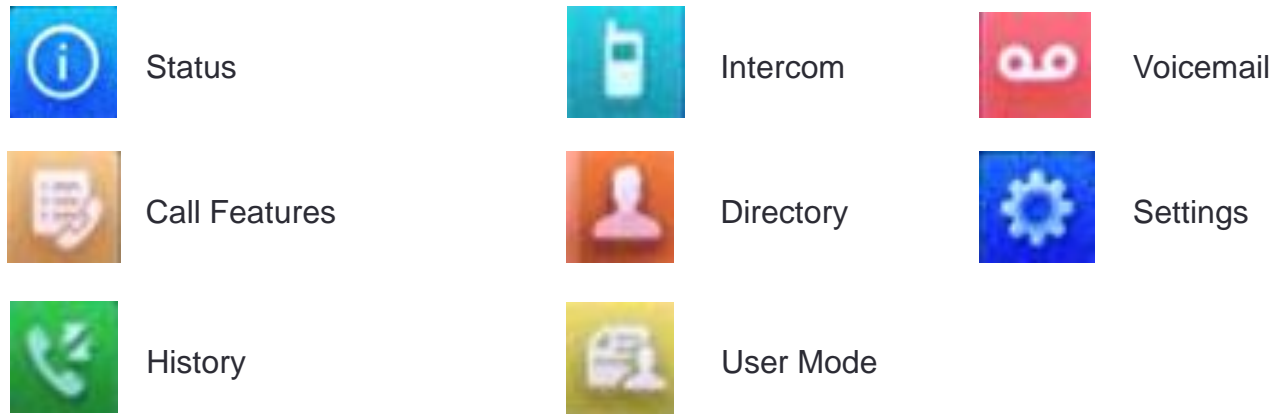 Status
Intercom
Voicemail
Call Features
Directory
Settings
History
User Mode